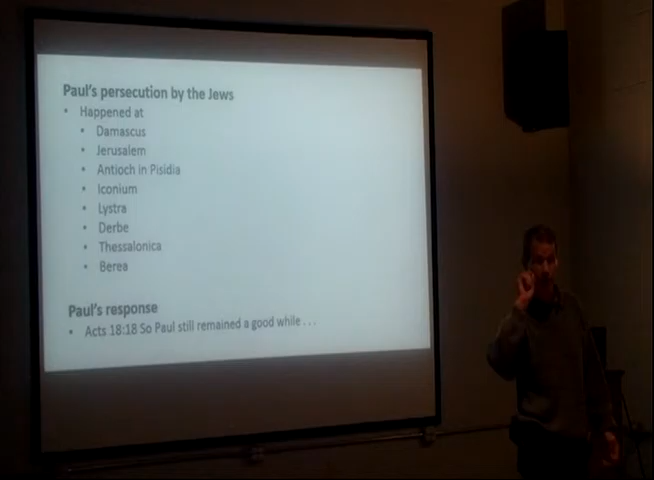 Paul's persecution by the Jews
• Happened at
• Damascus
• Jerusalem
• Antioch in Pisidia
• Iconium
• Lystra
• Derbe
• Thessalonica
• Berea
Paul's response
• Acts 18:18 So Paul still remained a good while . . .